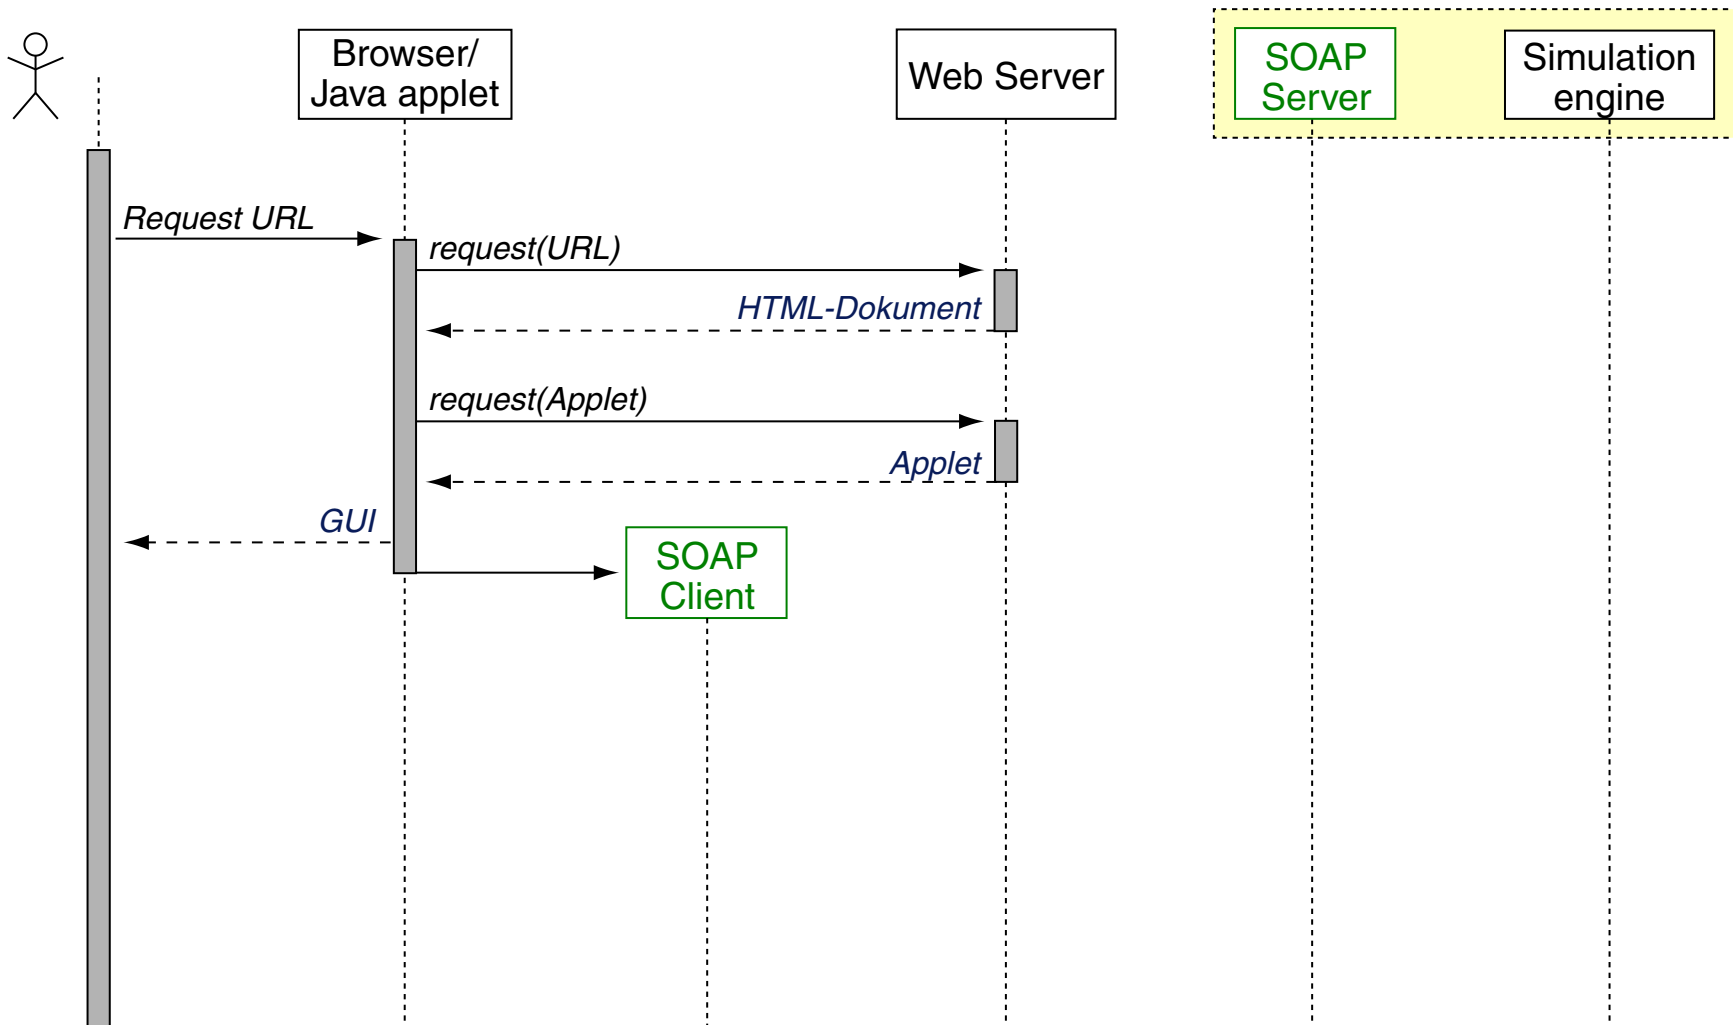 Browser/
Java applet
Web Server
SOAP
Server
Simulation
engine
Request URL
request(URL)
HTML-Dokument
request(Applet)
Applet
GUI
SOAP
Client